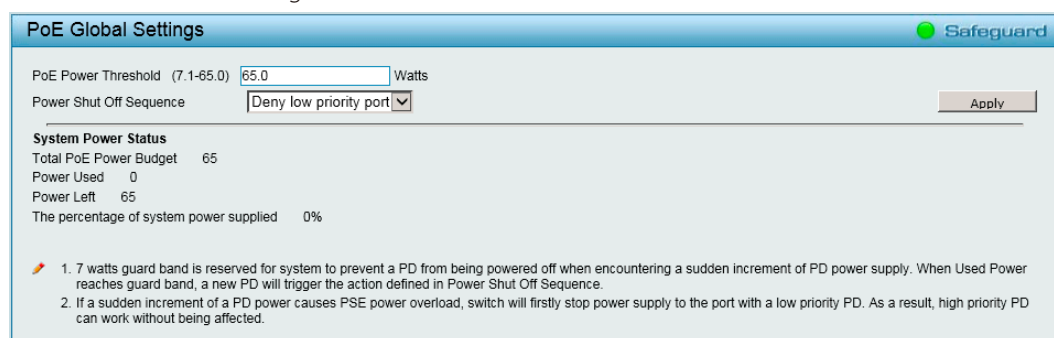 PoE Global Settings
Safeguard
PoE Power Threshold (7.1-65.0) 65.0 Watts
Power Shut Off Sequence Deny low priority port
Apply
System Power Status
Total PoE Power Budget 65
Power Used 0
Power Left 65
The percentage of system power supplied 0%
1. 7 watts guard band is reserved for system to prevent a PD from being powered off when encountering a sudden increment of PD power supply. When Used Power
reaches guard band, a new PD will trigger the action defined in Power Shut Off Sequence.
2. If a sudden increment of a PD power causes PSE power overload, switch will firstly stop power supply to the port with a low priority PD. As a result, high priority PD
can work without being affected.